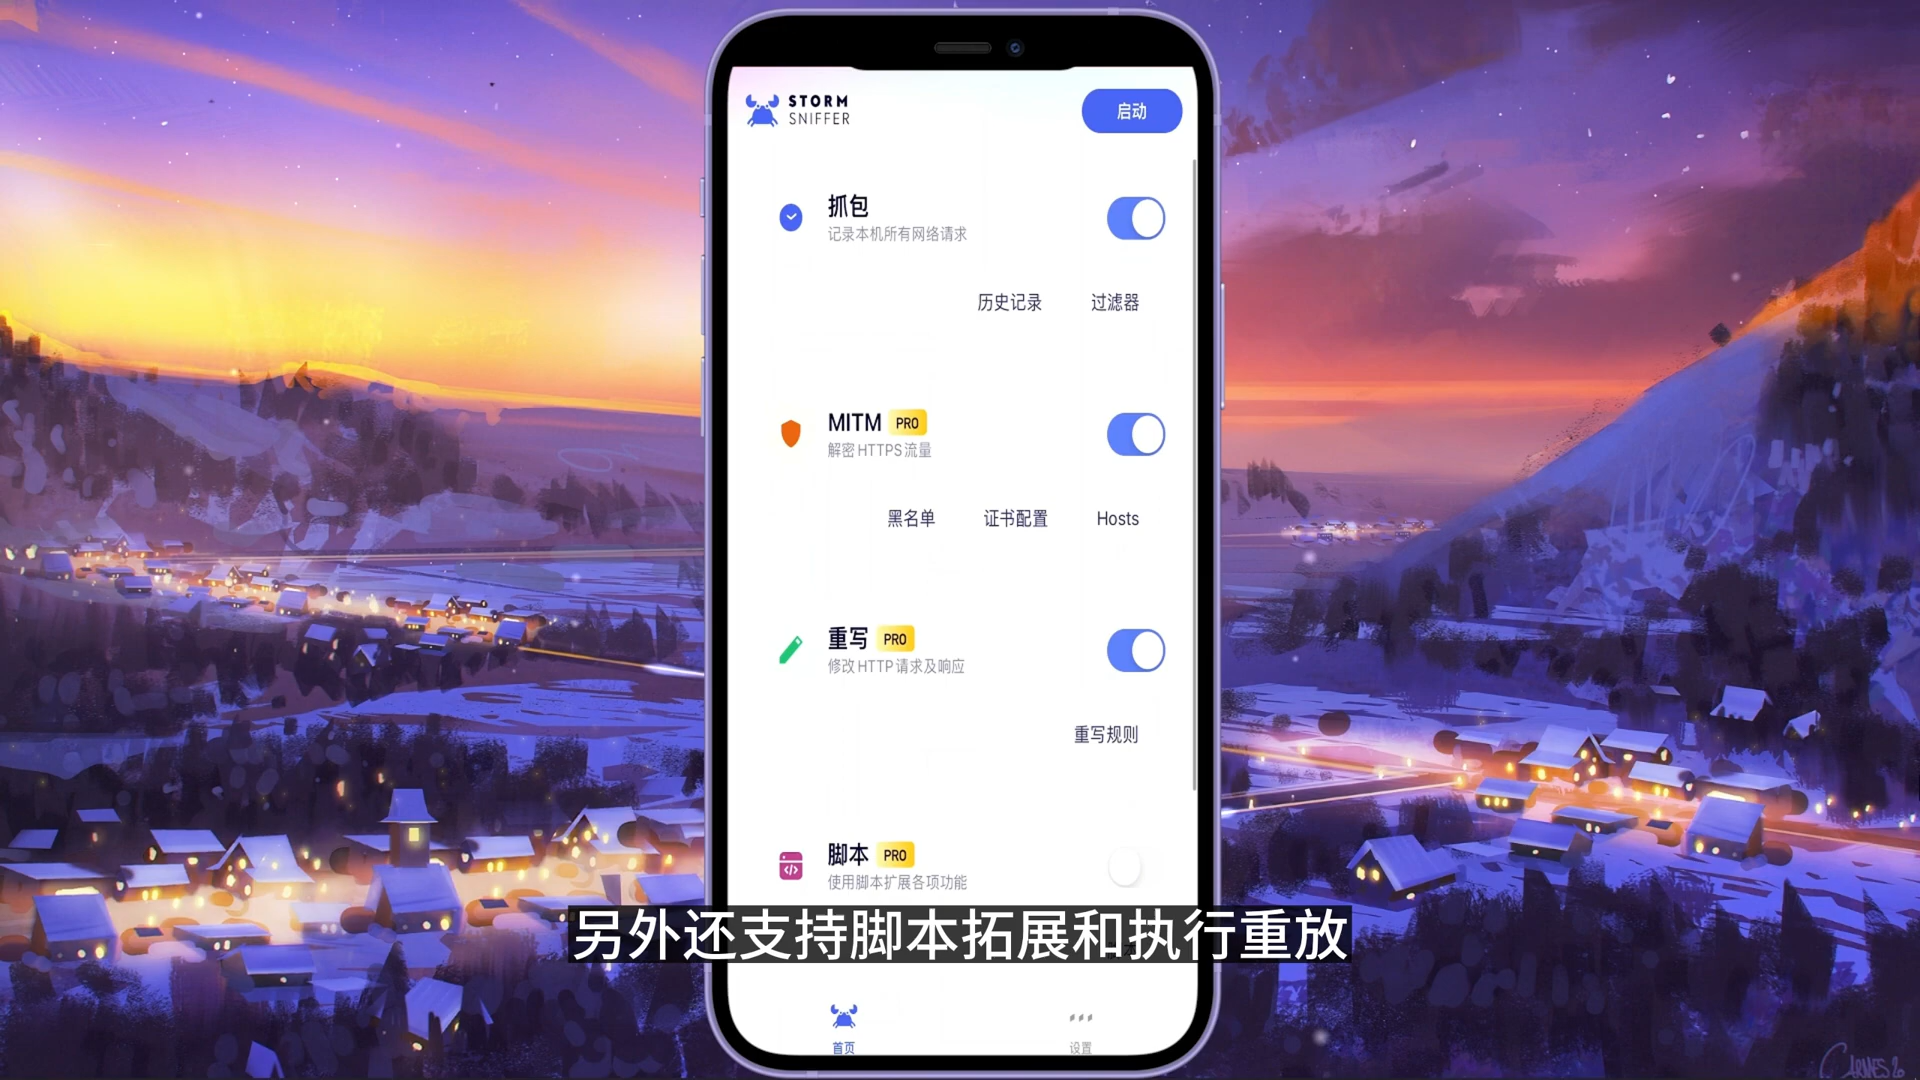 STORM
SNIFFER
启动
抓包
记录本机所有网络请求
历史记录 过滤器
MITM PRO
解密HTTPS流量
黑名单 证书配置 Hosts
重写 PRO
修改HTTP请求及响应
重写规则
脚本 PRO
使用脚本扩展各项功能
另外还支持脚本拓展和执行重放
首页 设置